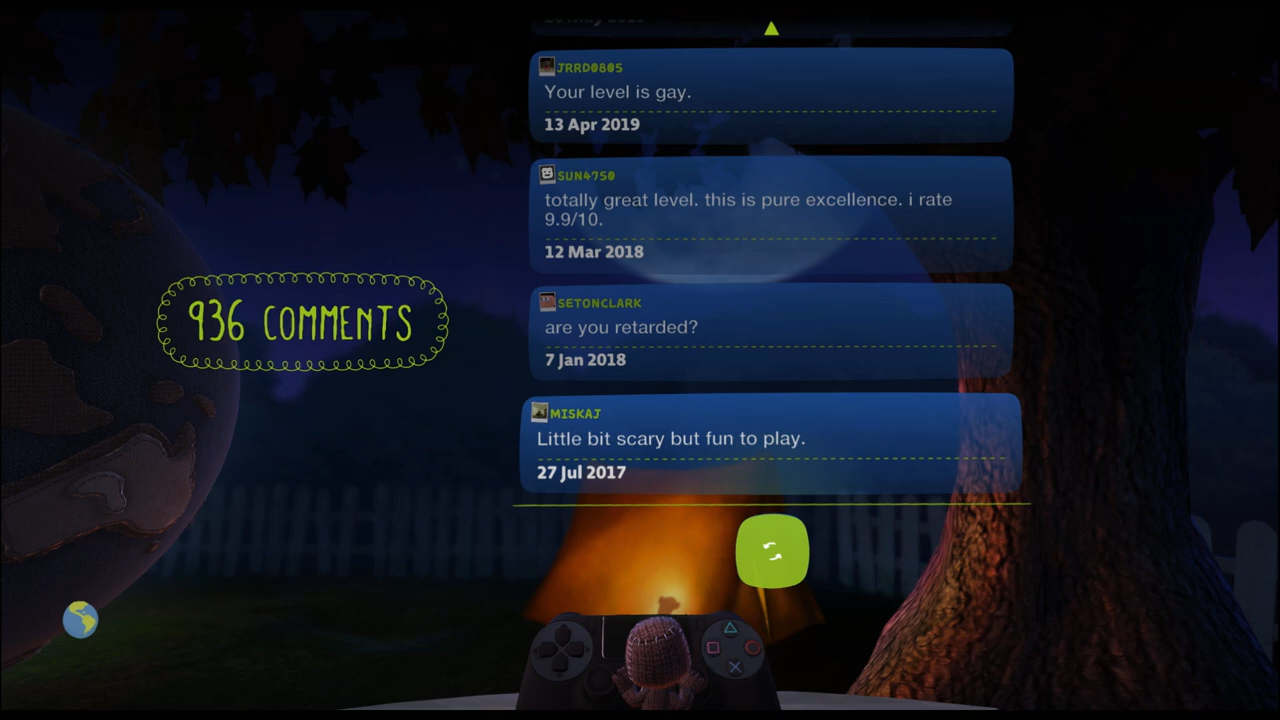 JRRD0805
Your level is gay.
13 Apr 2019
SUN4750
totally great level. this is pure excellence. i rate
9.9/10.
12 Mar 2018
936 COMMENTS
SETONCLARK
are you retarded?
7 Jan 2018
MISKAJ
Little bit scary but fun to play.
27 Jul 2017